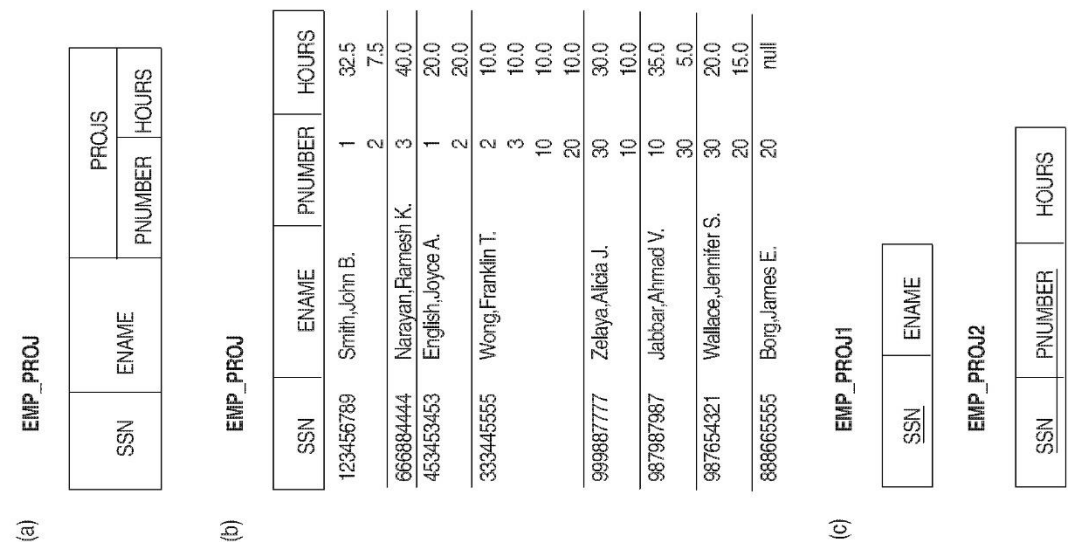 (a)
EMP_PROJ
PROJS
SSN ENAME PNUMBER HOURS
(b)
EMP_PROJ
SSN ENAME PNUMBER HOURS
123456789 Smith,John B. 1 32.5
2 7.5
666884444 Narayan,Ramesh K. 3 40.0
453453453 English,Joyce A. 1 20.0
2 20.0
333445555 Wong,Franklin T. 2 10.0
3 10.0
10 10.0
20 10.0
999887777 Zelaya,Alicia J. 30 30.0
10 10.0
987987987 Jabbar,Ahmad V. 10 35.0
30 5.0
987654321 Wallace,Jennifer S. 30 20.0
20 15.0
888665555 Borg,James E. 20 null
(c)
EMP_PROJ1
SSN ENAME
EMP_PROJ2
SSN PNUMBER HOURS